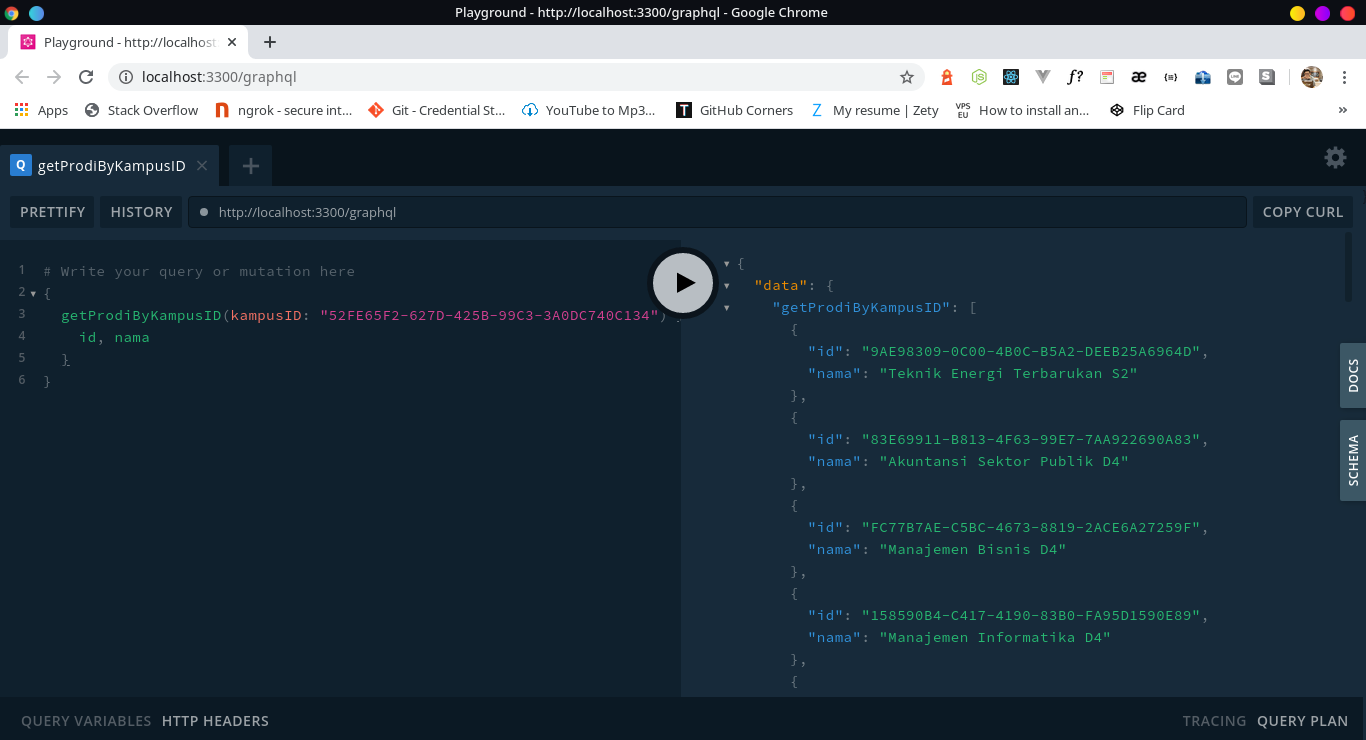 Playground - http://localhost:3300/graphql - Google Chrome
Playground - http://localhost:
localhost:3300/graphql
Apps Stack Overflow ngrok - secure int... Git - Credential St... YouTube to Mp3... T GitHub Corners Z My resume | Zety VPS EU How to install an... Flip Card »
Q getProdiByKampusID
PRETTIFY HISTORY http://localhost:3300/graphql COPY CURL
1 # Write your query or mutation here
2 {
3 getProdiByKampusID(kampusID: "52FE65F2-627D-425B-99C3-3A0DC740C134") {
4 id, nama
5 }
6 }
{
"data": {
"getProdiByKampusID": [
{
"id": "9AE98309-0C00-4B0C-B5A2-DEEB25A6964D",
"nama": "Teknik Energi Terbarukan S2"
},
{
"id": "83E69911-B813-4F63-99E7-7AA922690A83",
"nama": "Akuntansi Sektor Publik D4"
},
{
"id": "FC77B7AE-C5BC-4673-8819-2ACE6A27259F",
"nama": "Manajemen Bisnis D4"
},
{
"id": "158590B4-C417-4190-83B0-FA95D1590E89",
"nama": "Manajemen Informatika D4"
},
{
DOCS
SCHEMA
QUERY VARIABLES HTTP HEADERS TRACING QUERY PLAN